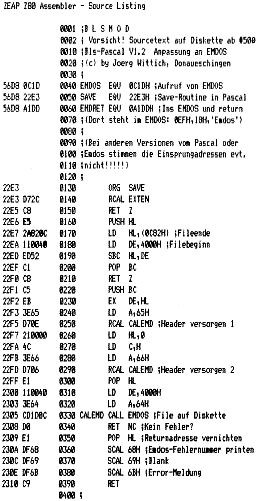 ZEAP Z80 Assembler - Source Listing
0001 ;B L S M O D
0002 ; Vorsicht! Sourcetext auf Diskette ab 0500
0010 ;Bls-Pascal V1.2 Anpassung an EMDOS
0020 ;(c) by Joerg Wittich, Donaueschingen
0030 ;
56D8 0C1D 0040 EMDOS EQU 0C1DH ;Aufruf von EMDOS
56D8 22E3 0050 SAVE EQU 22E3H ;Save-Routine in Pascal
56D8 A1DD 0060 EMDRET EQU 0A1DDH ;Ins EMDOS und return
0070 ;(Dort steht im EMDOS: 0EFH,1BH,'Emdos')
0080 ;
0090 ;(Bei anderen Versionen vom Pascal oder
0100 ;Emdos stimmen die Einsprungadressen evt.
0110 ;nicht!!!!!)
0120 ;
22E3 0130 ORG SAVE
22E3 D72C 0140 RCAL EXTEN
22E5 C8 0150 RET Z
22E6 E5 0160 PUSH HL
22E7 2A820C 0170 LD HL,(0C82H) ;Fileende
22EA 110040 0180 LD DE,4000H ;Filebeginn
22ED ED52 0190 SBC HL,DE
22EF C1 0200 POP BC
22F0 C8 0210 RET Z
22F1 C5 0220 PUSH BC
22F2 EB 0230 EX DE,HL
22F3 3E65 0240 LD A,65H
22F5 D70E 0250 RCAL CALEMD ;Header versorgen 1
22F7 210000 0260 LD HL,0
22FA 4C 0270 LD C,H
22FB 3E66 0280 LD A,66H
22FD D706 0290 RCAL CALEMD ;Header versorgen 2
22FF E1 0300 POP HL
2300 110040 0310 LD DE,4000H
2303 3E64 0320 LD A,64H
2305 CD1D0C 0330 CALEMD CALL EMDOS ;File auf Diskette
2308 D0 0340 RET NC ;Kein Fehler?
2309 E1 0350 POP HL ;Returnadresse vernichten
230A DF68 0360 SCAL 68H ;Emdos-Fehlernummer printen
230C DF69 0370 SCAL 69H ;Blank
230E DF6B 0380 SCAL 6BH ;Error-Meldung
2310 C9 0390 RET
0400 ;